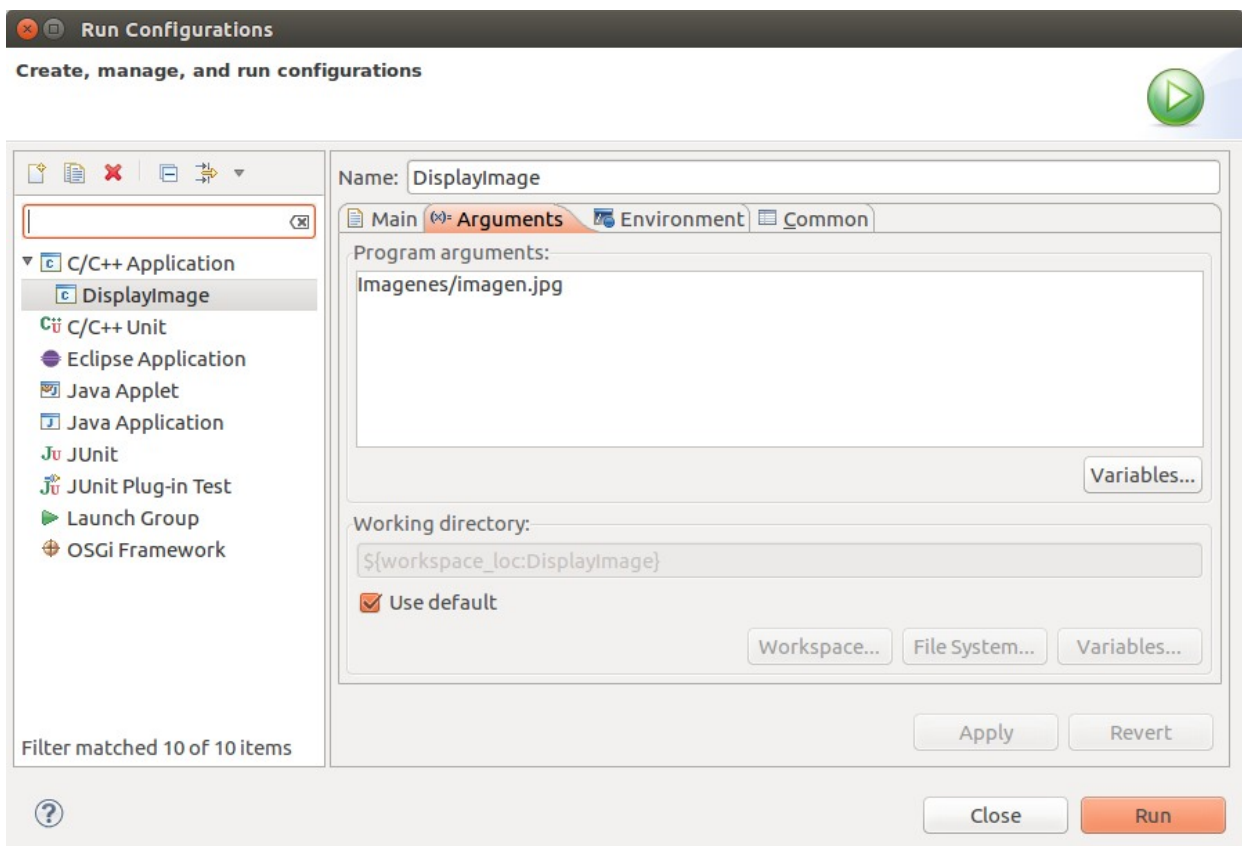 Run Configurations
Create, manage, and run configurations
Name: DisplayImage
Main (x)= Arguments Environment Common
C/C++ Application
DisplayImage
C/C++ Unit
Eclipse Application
Java Applet
Java Application
JUnit
JUnit Plug-in Test
Launch Group
OSGi Framework
Filter matched 10 of 10 items
Program arguments:
Imagenes/imagen.jpg
Variables...
Working directory:
${workspace_loc:DisplayImage}
Use default
Workspace... File System... Variables...
Apply Revert
Close Run